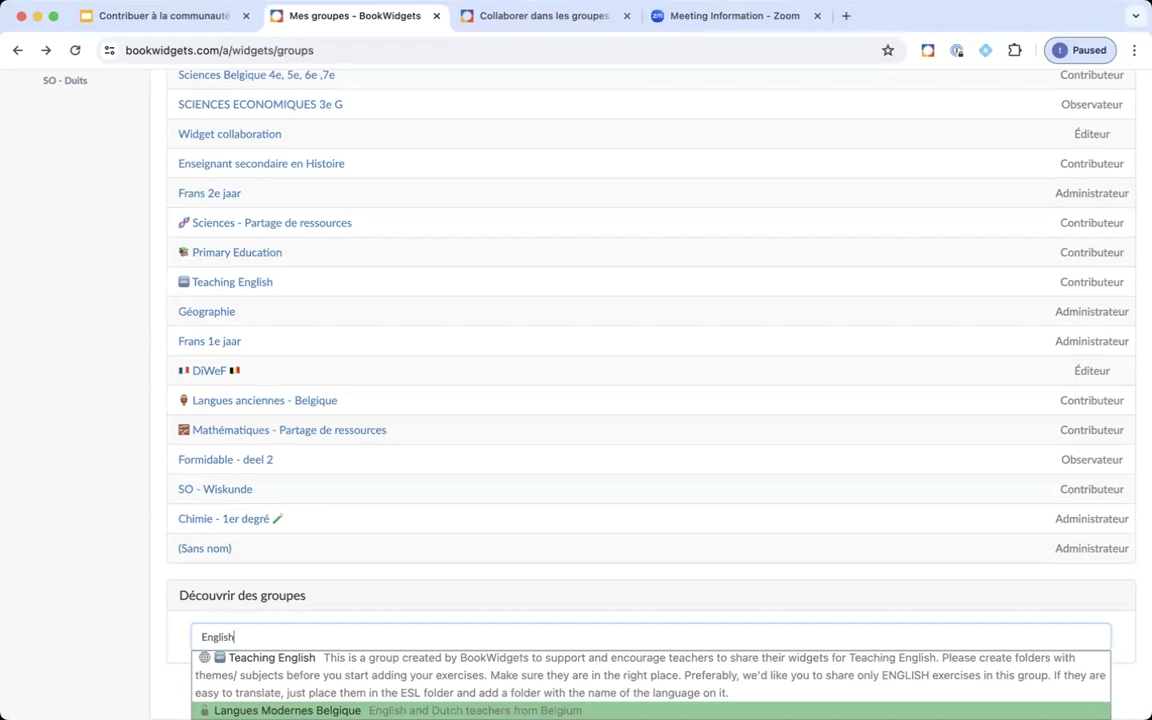 Contribuer à la communauté
Mes groupes - BookWidgets
Collaborer dans les groupes
Meeting Information - Zoom
bookwidgets.com/a/widgets/groups
Paused
SO - Duits
Sciences Belgique 4e, 5e, 6e ,7e Contributeur
SCIENCES ECONOMIQUES 3e G Observateur
Widget collaboration Éditeur
Enseignant secondaire en Histoire Contributeur
Frans 2e jaar Administrateur
Sciences - Partage de ressources Contributeur
Primary Education Contributeur
Teaching English Contributeur
Géographie Administrateur
Frans 1e jaar Administrateur
DiWeF Éditeur
Langues anciennes - Belgique Contributeur
Mathématiques - Partage de ressources Contributeur
Formidable - deel 2 Observateur
SO - Wiskunde Contributeur
Chimie - 1er degré Administrateur
(Sans nom) Administrateur
Découvrir des groupes
English
Teaching English This is a group created by BookWidgets to support and encourage teachers to share their widgets for Teaching English. Please create folders with
themes/ subjects before you start adding your exercises. Make sure they are in the right place. Preferably, we'd like you to share only ENGLISH exercises in this group. If they are
easy to translate, just place them in the ESL folder and add a folder with the name of the language on it.
Langues Modernes Belgique English and Dutch teachers from Belgium